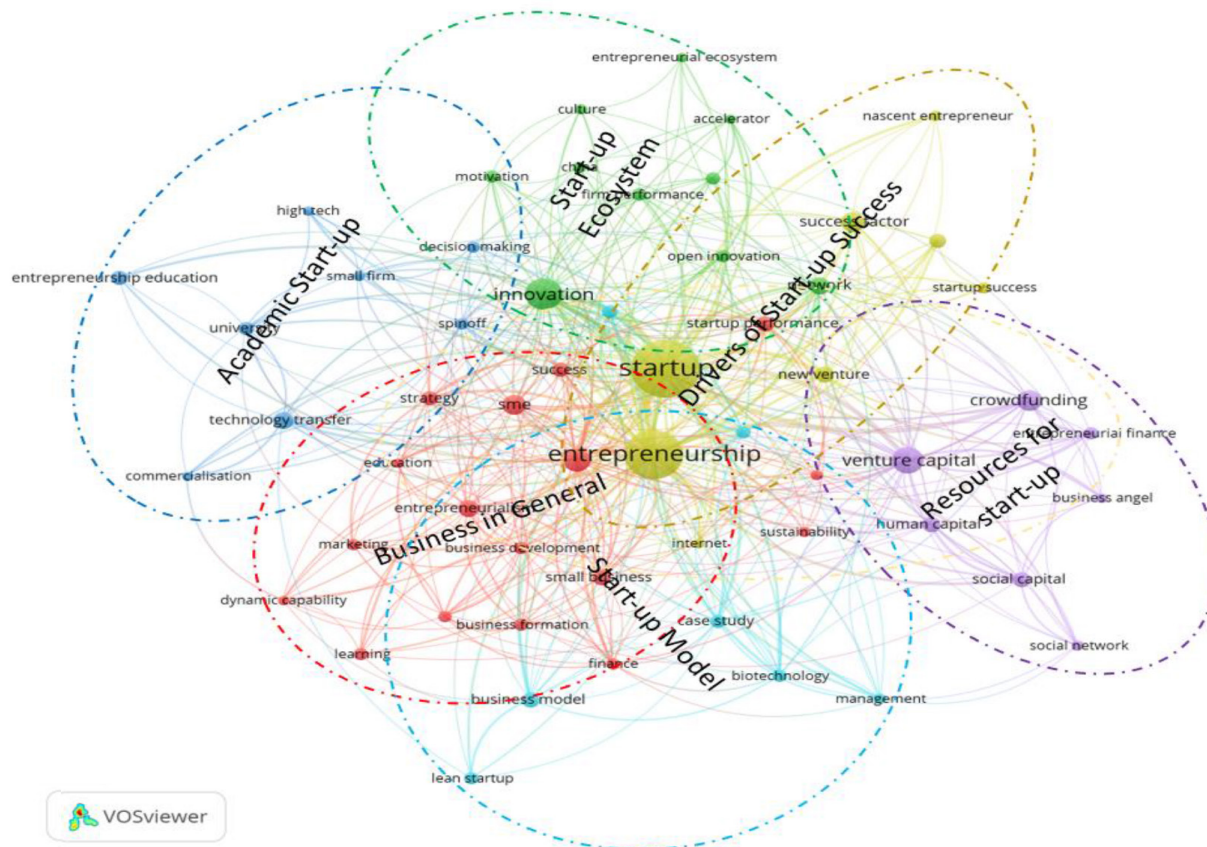 entrepreneurial ecosystem
culture
accelerator
nascent entrepreneur
china
Start-up
Ecosystem
motivation
firm performance
high tech
success factor
decision making
open innovation
entrepreneurship education
small firm
network
startup success
innovation
Academic Start-up
university
spinoff
startup performance
Drivers of Start-up Success
success
startup
new venture
strategy
sme
crowdfunding
technology transfer
entrepreneurial finance
entrepreneurship
venture capital
education
commercialisation
Resources for
start-up
business angel
entrepreneurialism
Business in General
human capital
sustainability
marketing
business development
internet
small business
social capital
Start-up Model
dynamic capability
business formation
case study
learning
finance
social network
biotechnology
business model
management
lean startup
VOSviewer